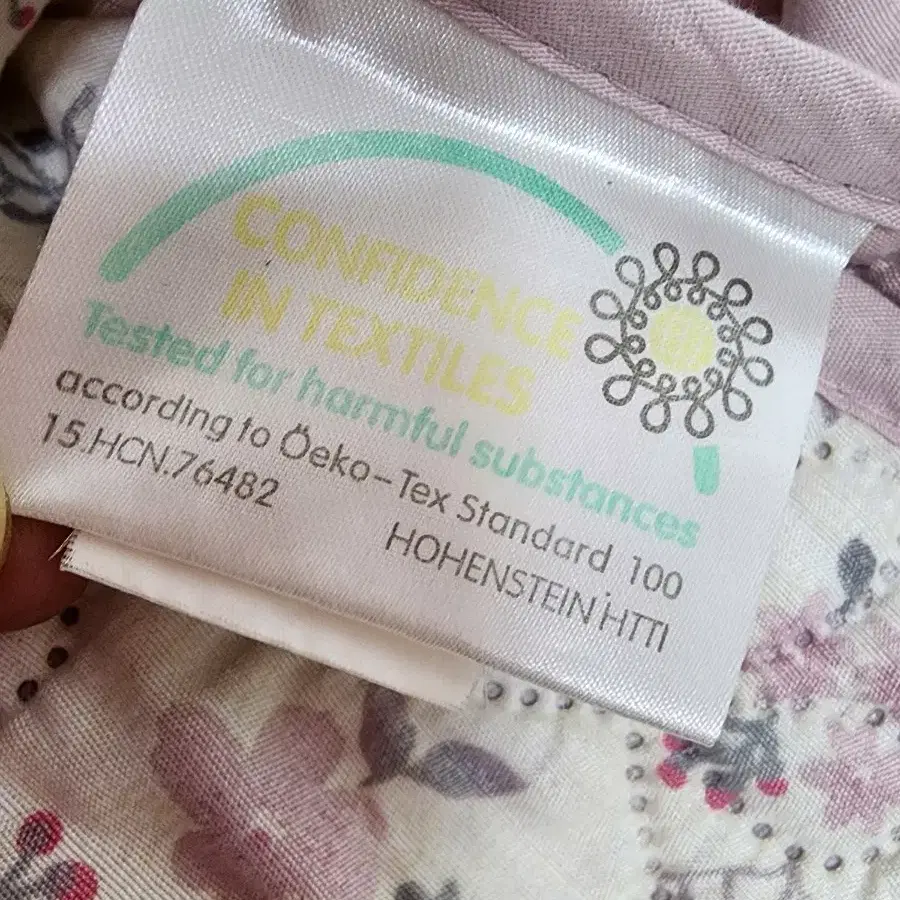 CONFIDENCE
IN TEXTILES
Tested for harmful substances
according to Öeko-Tex Standard 100
15.HCN.76482
HOHENSTEIN HTTI